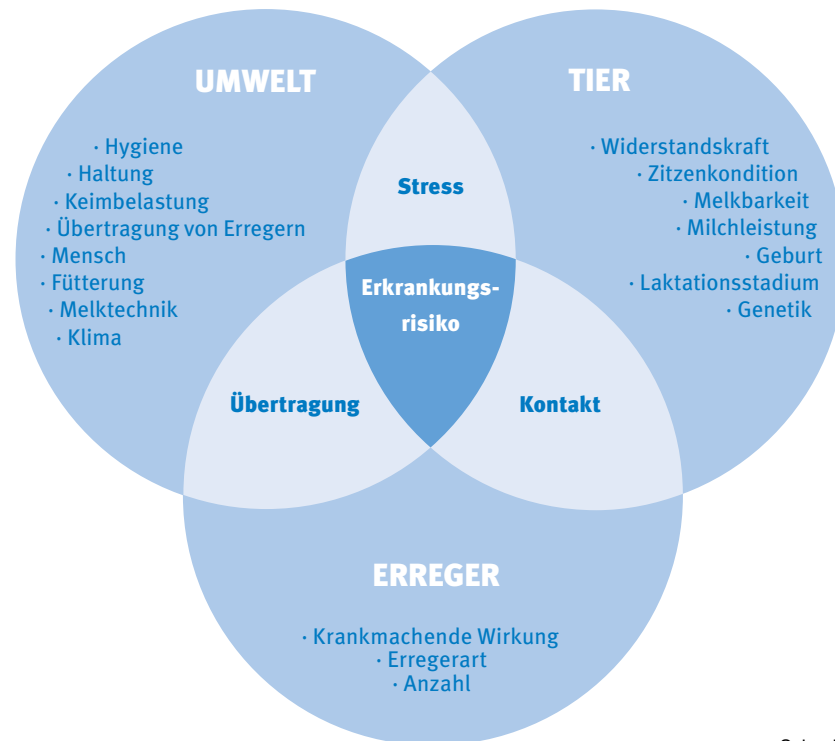 UMWELT
· Hygiene
· Haltung
· Keimbelastung
· Übertragung von Erregern
· Mensch
· Fütterung
· Melktechnik
· Klima
TIER
· Widerstandskraft
· Zitzenkondition
· Melkbarkeit
· Milchleistung
· Geburt
· Laktationsstadium
· Genetik
Stress
Erkrankungs-
risiko
Übertragung
Kontakt
ERREGER
· Krankmachende Wirkung
· Erregerart
· Anzahl